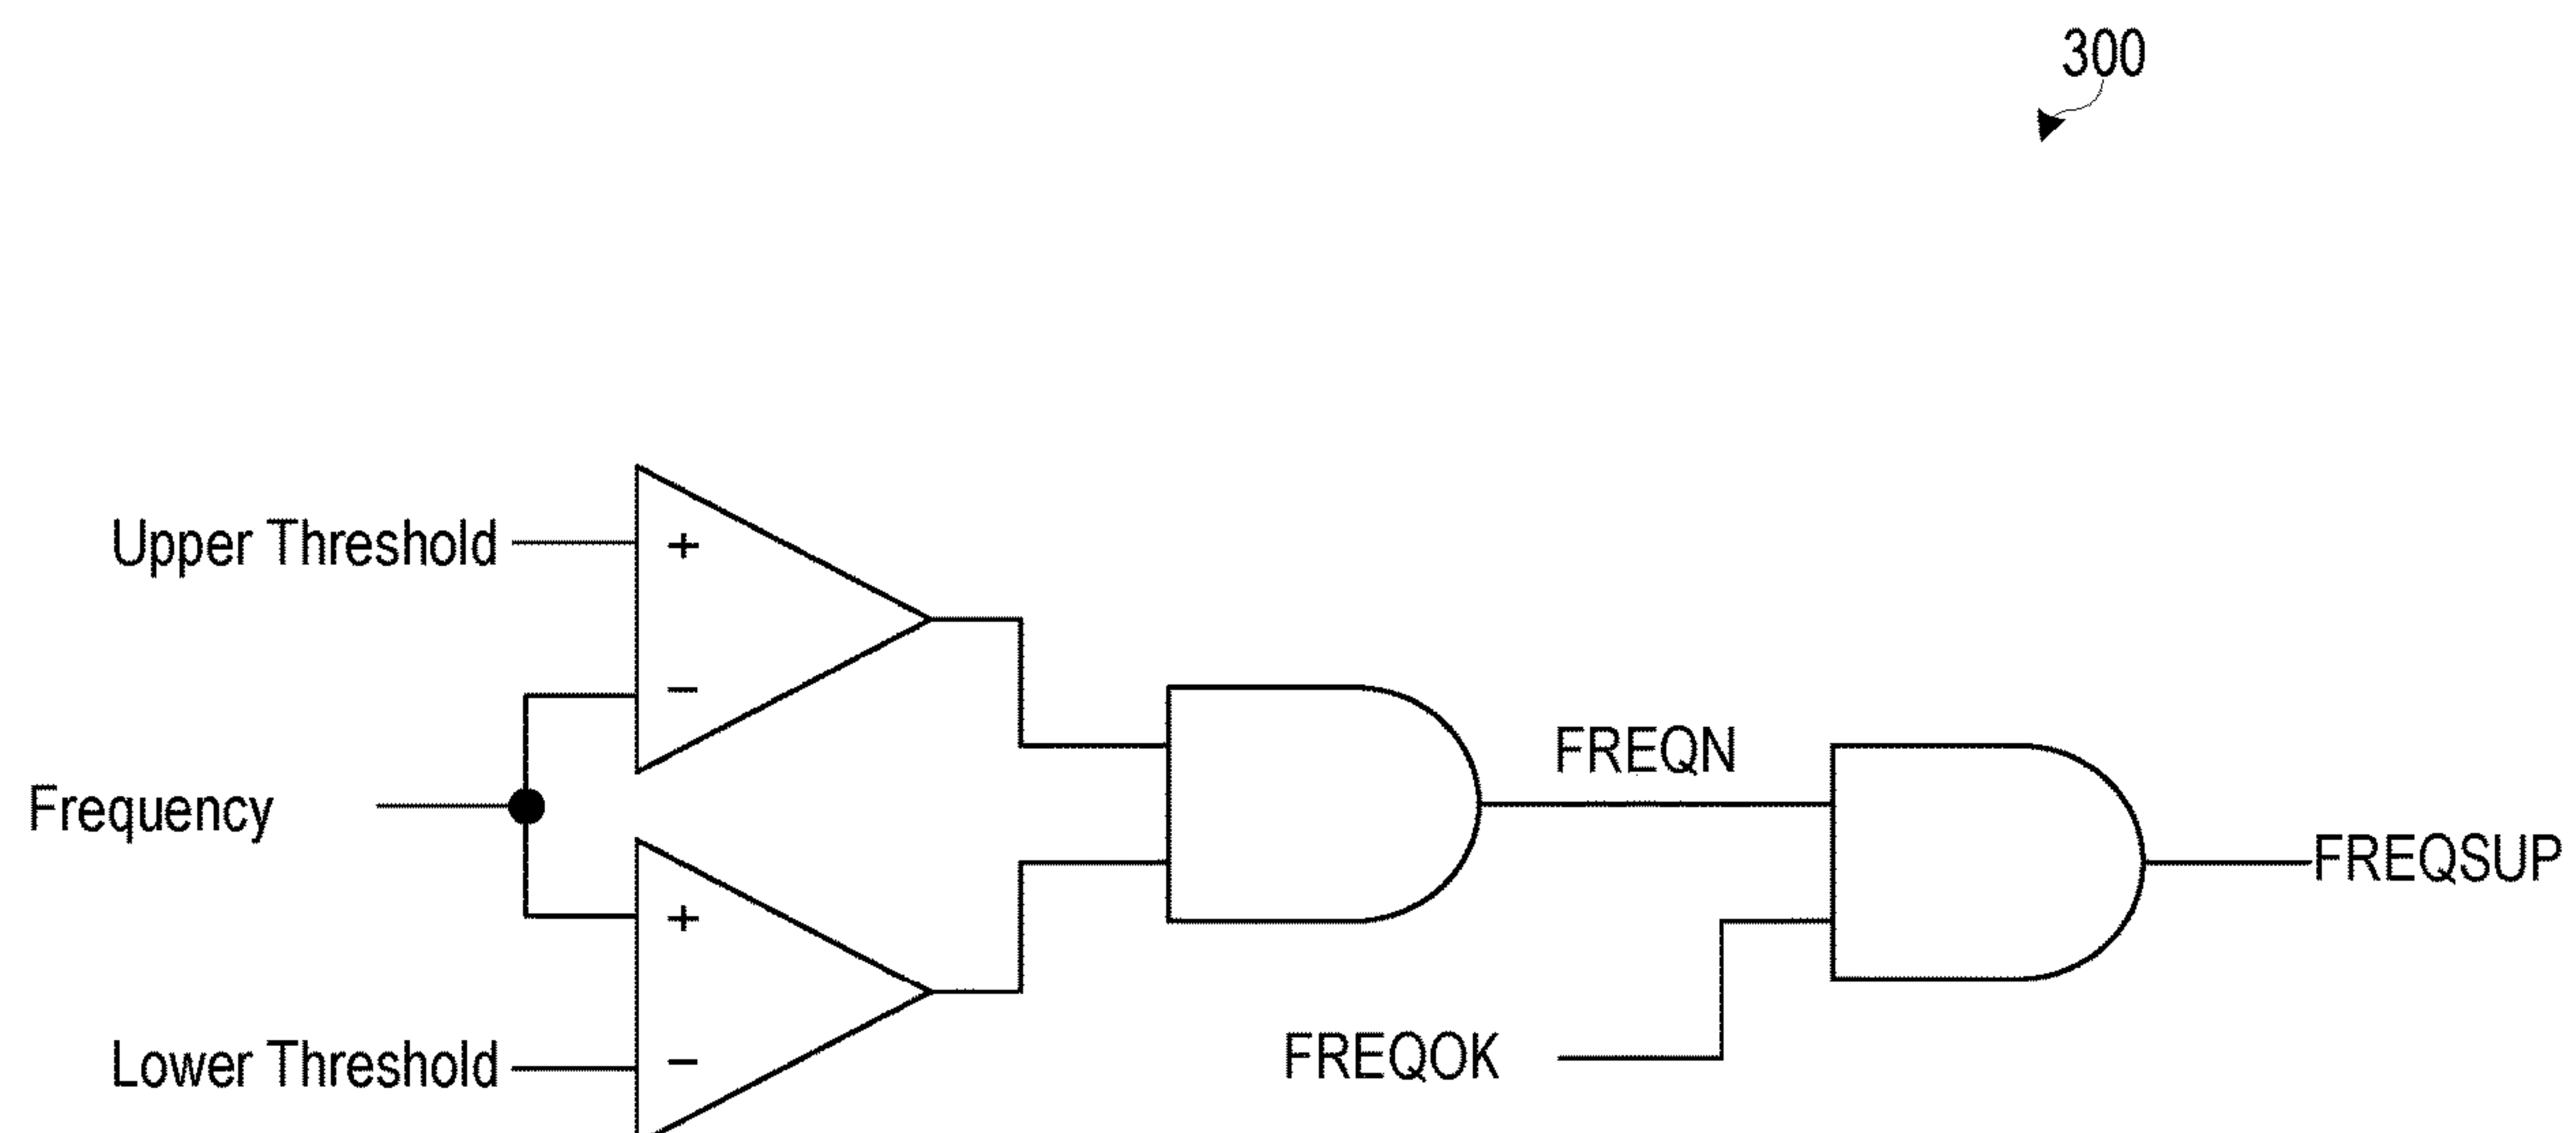 300
Upper Threshold
+
−
Frequency
FREQN
FREQSUP
+
−
Lower Threshold
FREQOK